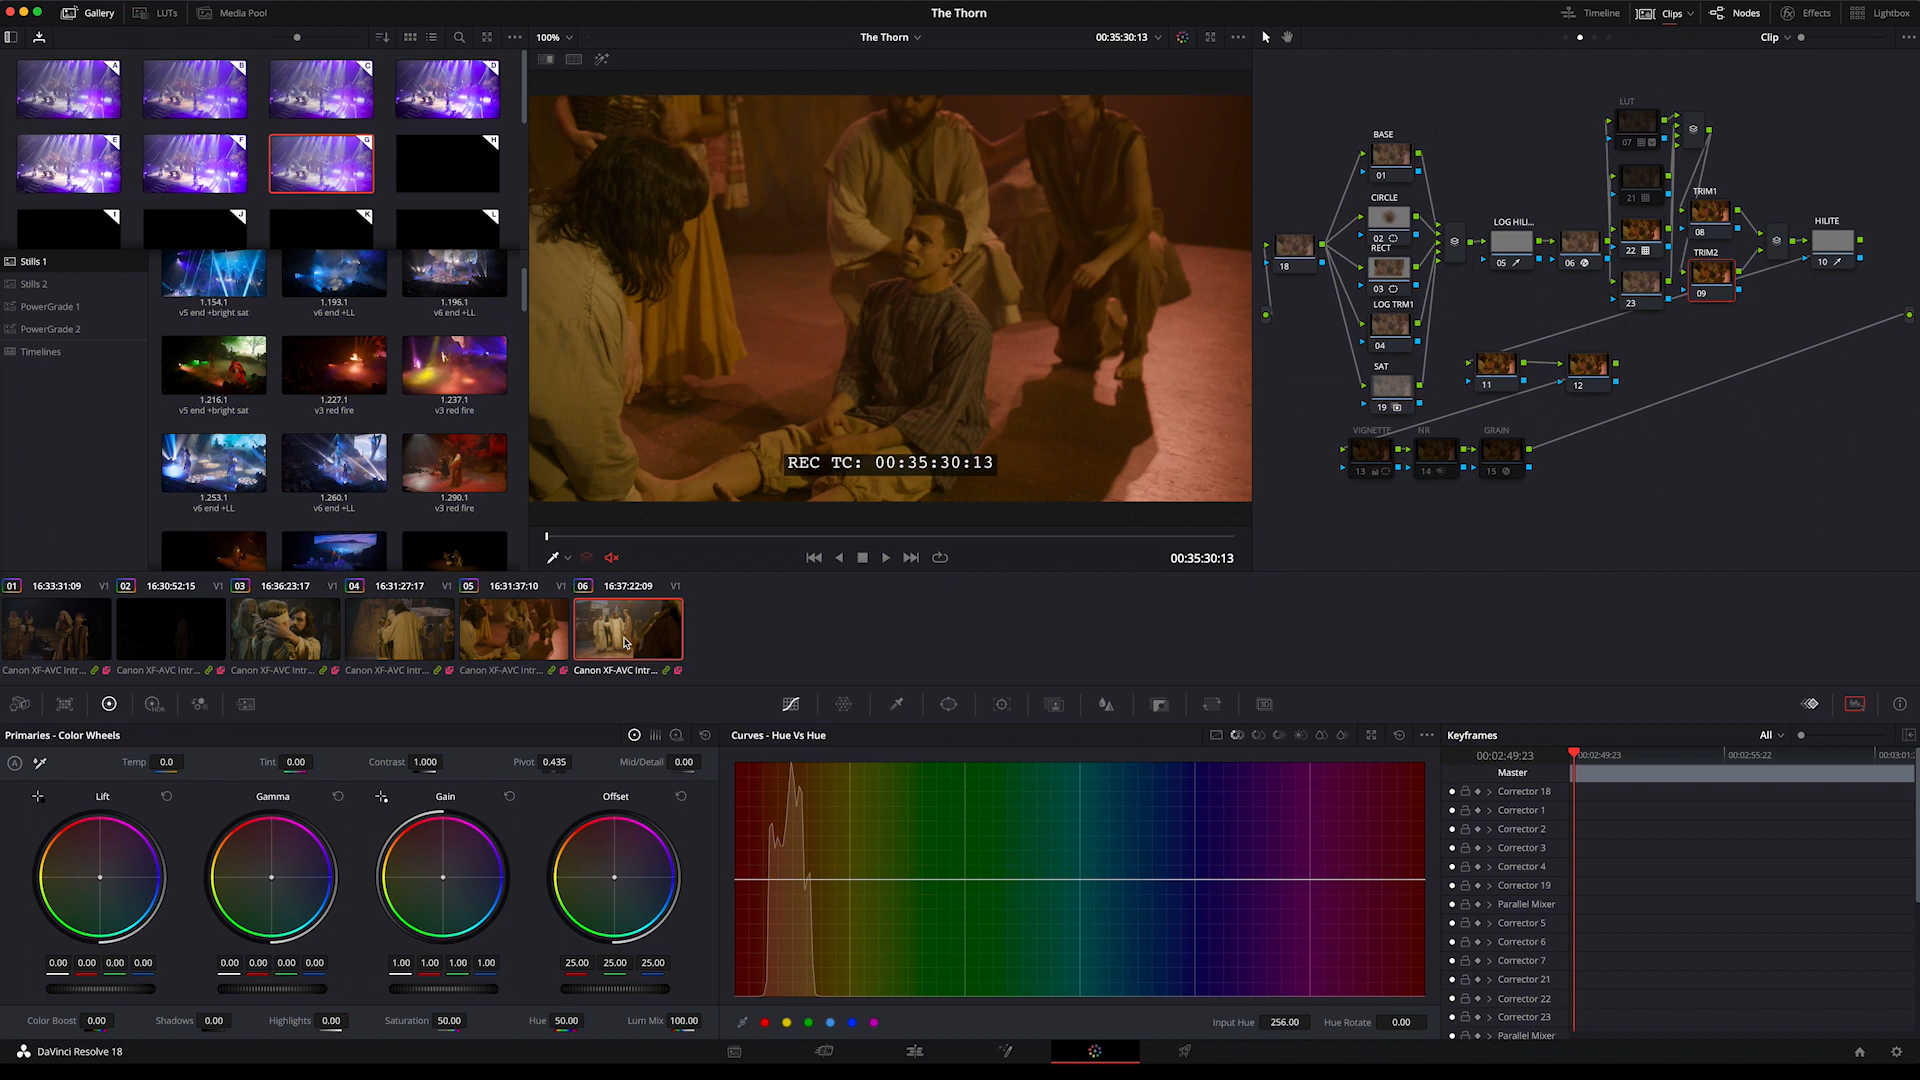 Gallery
LUTs
Media Pool
The Thorn
Timeline
Clips
Nodes
Effects
Lightbox
100%
The Thorn
00:35:30:13
Clip
A
B
C
D
E
F
G
H
I
J
K
L
Stills 1
Stills 2
PowerGrade 1
PowerGrade 2
Timelines
1.154.1
v5 end +bright sat
1.193.1
v6 end +LL
1.196.1
v6 end +LL
1.216.1
v5 end +bright sat
1.227.1
v3 red fire
1.237.1
v3 red fire
1.253.1
v6 end +LL
1.260.1
v6 end +LL
1.290.1
v3 red fire
REC TC: 00:35:30:13
00:35:30:13
18
BASE
01
CIRCLE
02
RECT
03
LOG TRM1
04
SAT
19
LOG HILI...
05
06
LUT
07
21
22
23
TRIM1
08
TRIM2
09
HILITE
10
11
12
VIGNETTE
13
NR
14
GRAIN
15
01 16:33:31:09 V1
02 16:30:52:15 V1
03 16:36:23:17 V1
04 16:31:27:17 V1
05 16:31:37:10 V1
06 16:37:22:09 V1
Canon XF-AVC Intr...
Canon XF-AVC Intr...
Canon XF-AVC Intr...
Canon XF-AVC Intr...
Canon XF-AVC Intr...
Canon XF-AVC Intr...
HDR
3D
Primaries - Color Wheels
A
Temp 0.0
Tint 0.00
Contrast 1.000
Pivot 0.435
Mid/Detail 0.00
Lift
Gamma
Gain
Offset
0.00 0.00 0.00 0.00
0.00 0.00 0.00 0.00
1.00 1.00 1.00 1.00
25.00 25.00 25.00
Color Boost 0.00
Shadows 0.00
Highlights 0.00
Saturation 50.00
Hue 50.00
Lum Mix 100.00
Curves - Hue Vs Hue
Input Hue 256.00
Hue Rotate 0.00
Keyframes
All
00:02:49:23
00:02:49:23
00:02:55:22
00:03:01:
Master
Corrector 18
Corrector 1
Corrector 2
Corrector 3
Corrector 4
Corrector 19
Parallel Mixer
Corrector 5
Corrector 6
Corrector 7
Corrector 21
Corrector 22
Corrector 23
Parallel Mixer
DaVinci Resolve 18